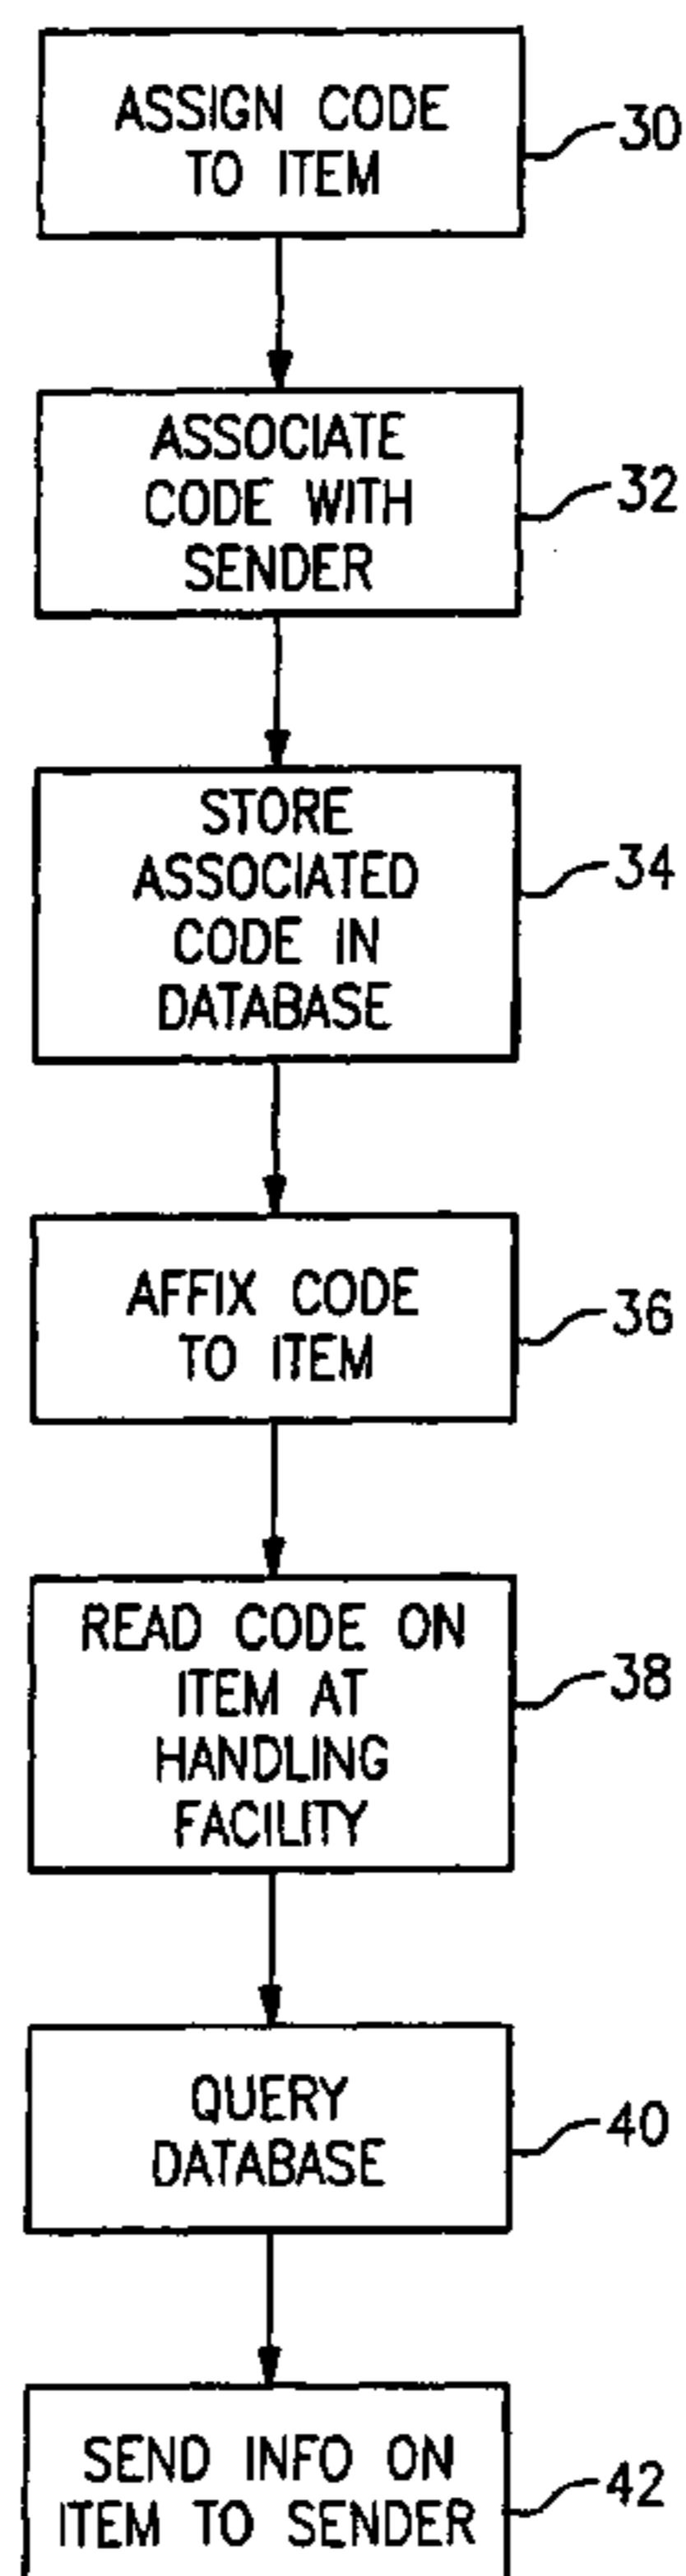 ASSIGN CODE
TO ITEM
30
ASSOCIATE
CODE WITH
SENDER
32
STORE
ASSOCIATED
CODE IN
DATABASE
34
AFFIX CODE
TO ITEM
36
READ CODE ON
ITEM AT
HANDLING
FACILITY
38
QUERY
DATABASE
40
SEND INFO ON
ITEM TO SENDER
42